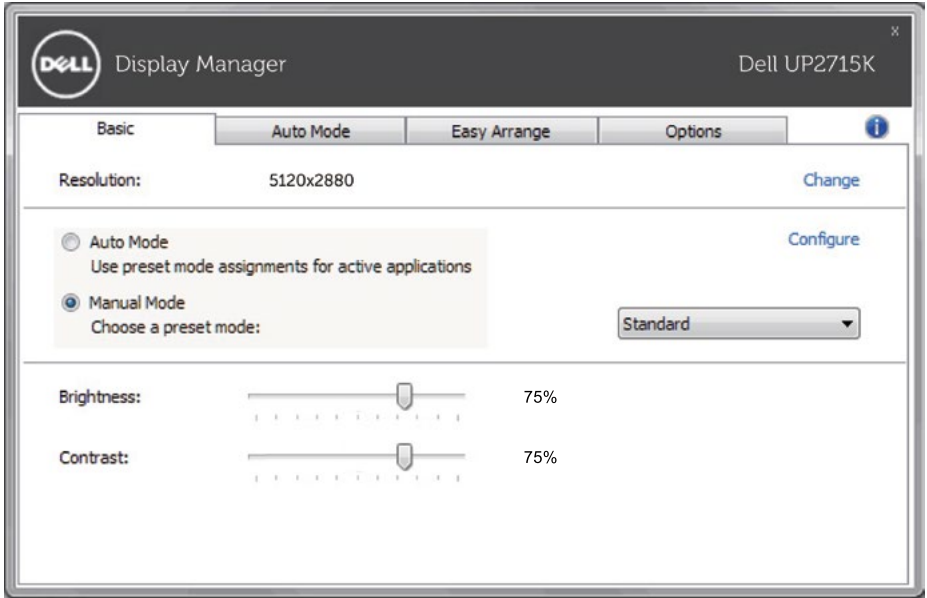 X
DELL Display Manager Dell UP2715K
Basic Auto Mode Easy Arrange Options i
Resolution: 5120x2880 Change
Auto Mode Configure
Use preset mode assignments for active applications
Manual Mode
Choose a preset mode: Standard
Brightness: 75%
Contrast: 75%